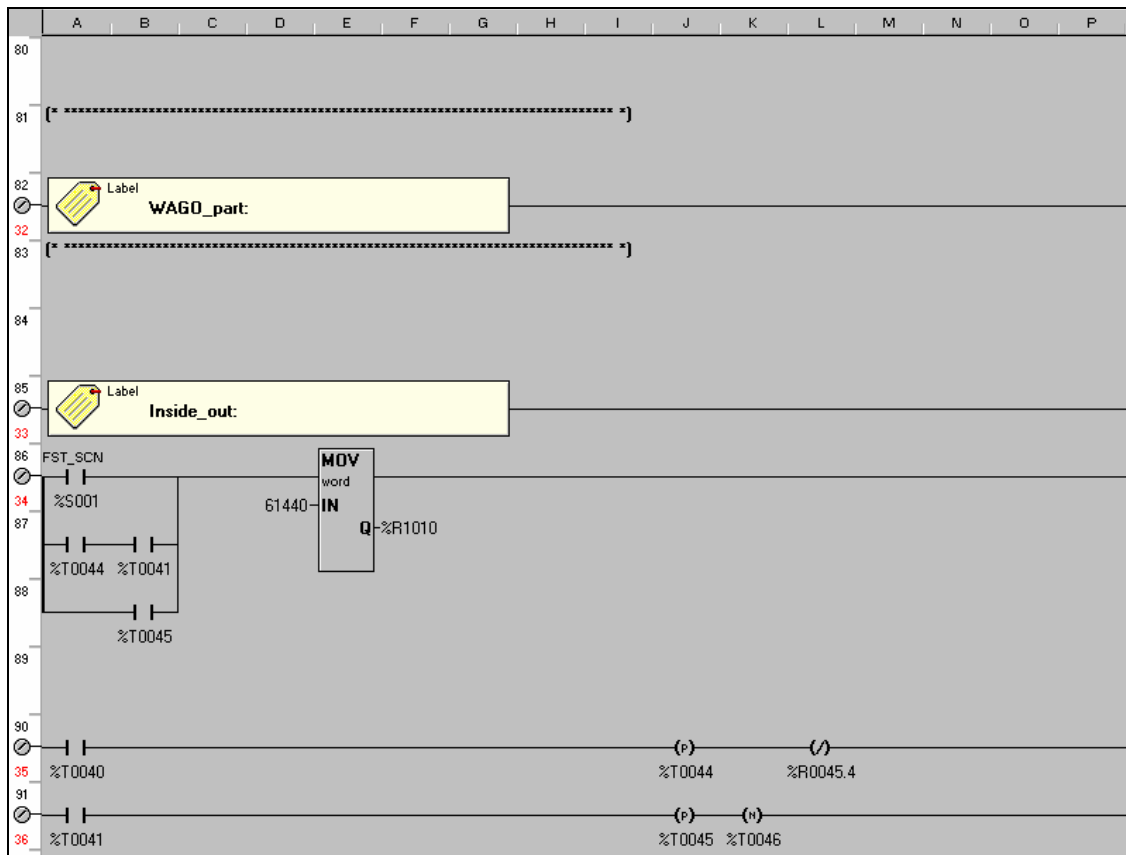 A B C D E F G H I J K L M N O P
80
81 (* ****************************************************************************** *)
82 Label
WAGO_part:
32
83 (* ****************************************************************************** *)
84
85 Label
Inside_out:
33
86 FST_SCN MOV
word
34 %S001 61440 IN
87 Q %R1010
%T0044 %T0041
88
%T0045
89
90
(P) (/)
35 %T0040 %T0044 %R0045.4
91
(P) (N)
36 %T0041 %T0045 %T0046